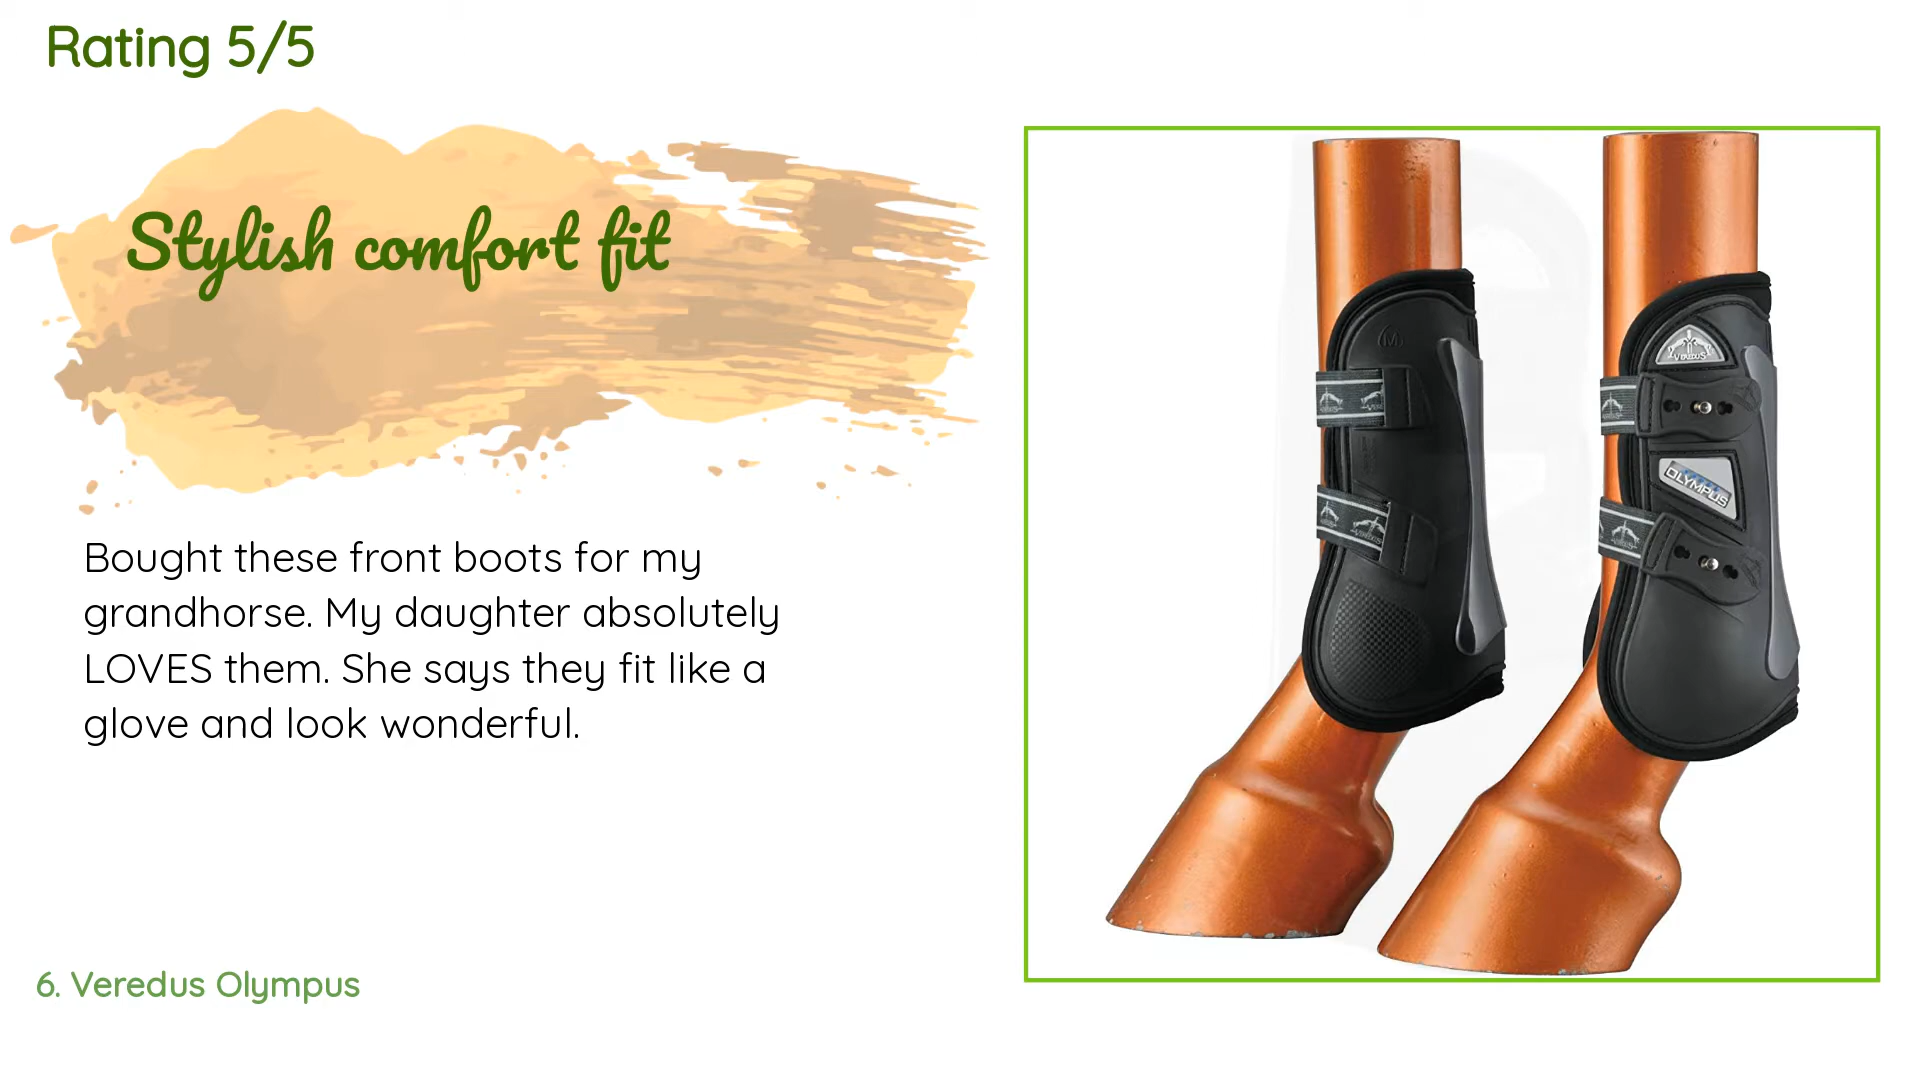 Rating 5/5
Stylish comfort fit
Bought these front boots for my
grandhorse. My daughter absolutely
LOVES them. She says they fit like a
glove and look wonderful.
6. Veredus Olympus
M
VEREDUS
OLYMPUS